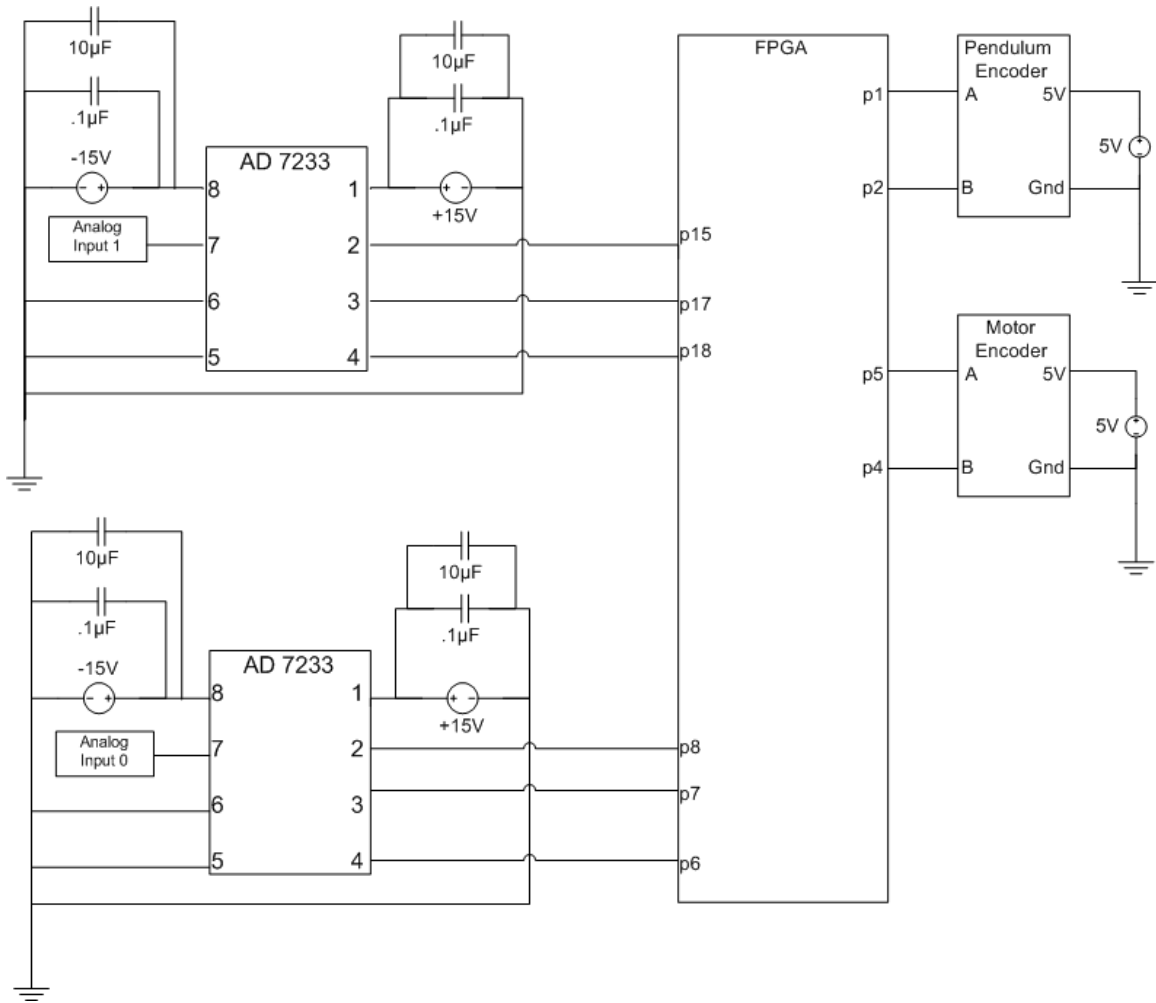 10µF
.1µF
-15V
Analog
Input 1
AD 7233
8
7
6
5
1
2
3
4
10µF
.1µF
+15V
FPGA
p15
p17
p18
p1
p2
p5
p4
p8
p7
p6
Pendulum
Encoder
A
5V
B
Gnd
5V
Motor
Encoder
A
5V
B
Gnd
5V
10µF
.1µF
-15V
Analog
Input 0
AD 7233
8
7
6
5
1
2
3
4
10µF
.1µF
+15V